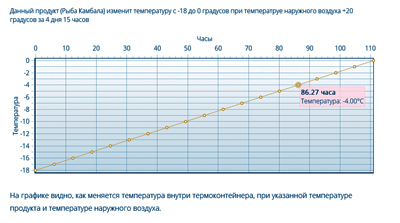 Данный продукт (Рыба Камбала) изменит температуру с -18 до 0 градусов при температуре наружного воздуха +20
градусов за 4 дня 15 часов
Часы
0 10 20 30 40 50 60 70 80 90 100 110
Температура
0
-2
-4
-6
-8
-10
-12
-14
-16
-18
86.27 часа
Температура: -4.00°C
На графике видно, как меняется температура внутри термоконтейнера, при указанной температуре
продукта и температуре наружного воздуха.